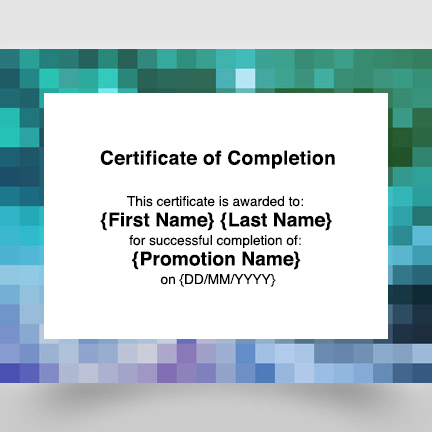 Certificate of Completion
This certificate is awarded to:
{First Name} {Last Name}
for successful completion of:
{Promotion Name}
on {DD/MM/YYYY}